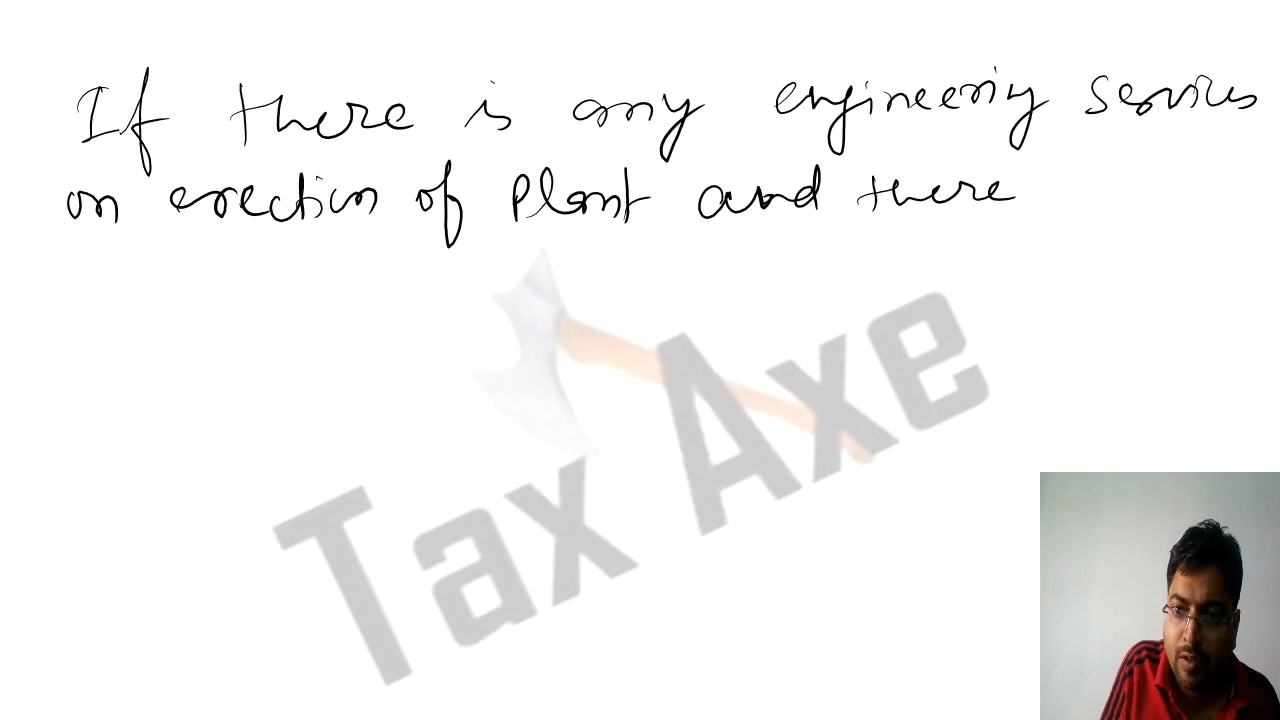 If there is any engineering services
on erection of Plant and there
Tax Axe